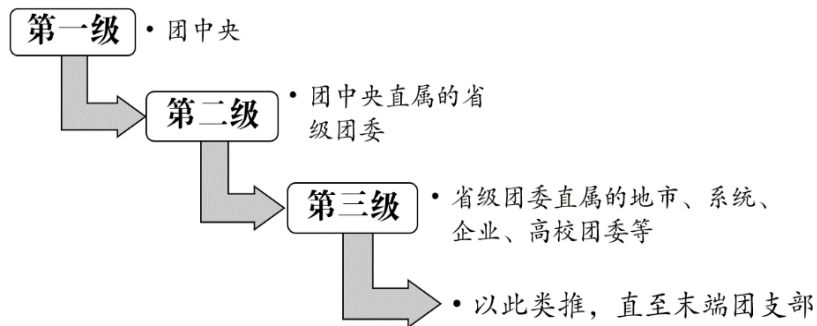 第一级
• 团中央
第二级
• 团中央直属的省
级团委
第三级
• 省级团委直属的地市、系统、
企业、高校团委等
• 以此类推，直至末端团支部